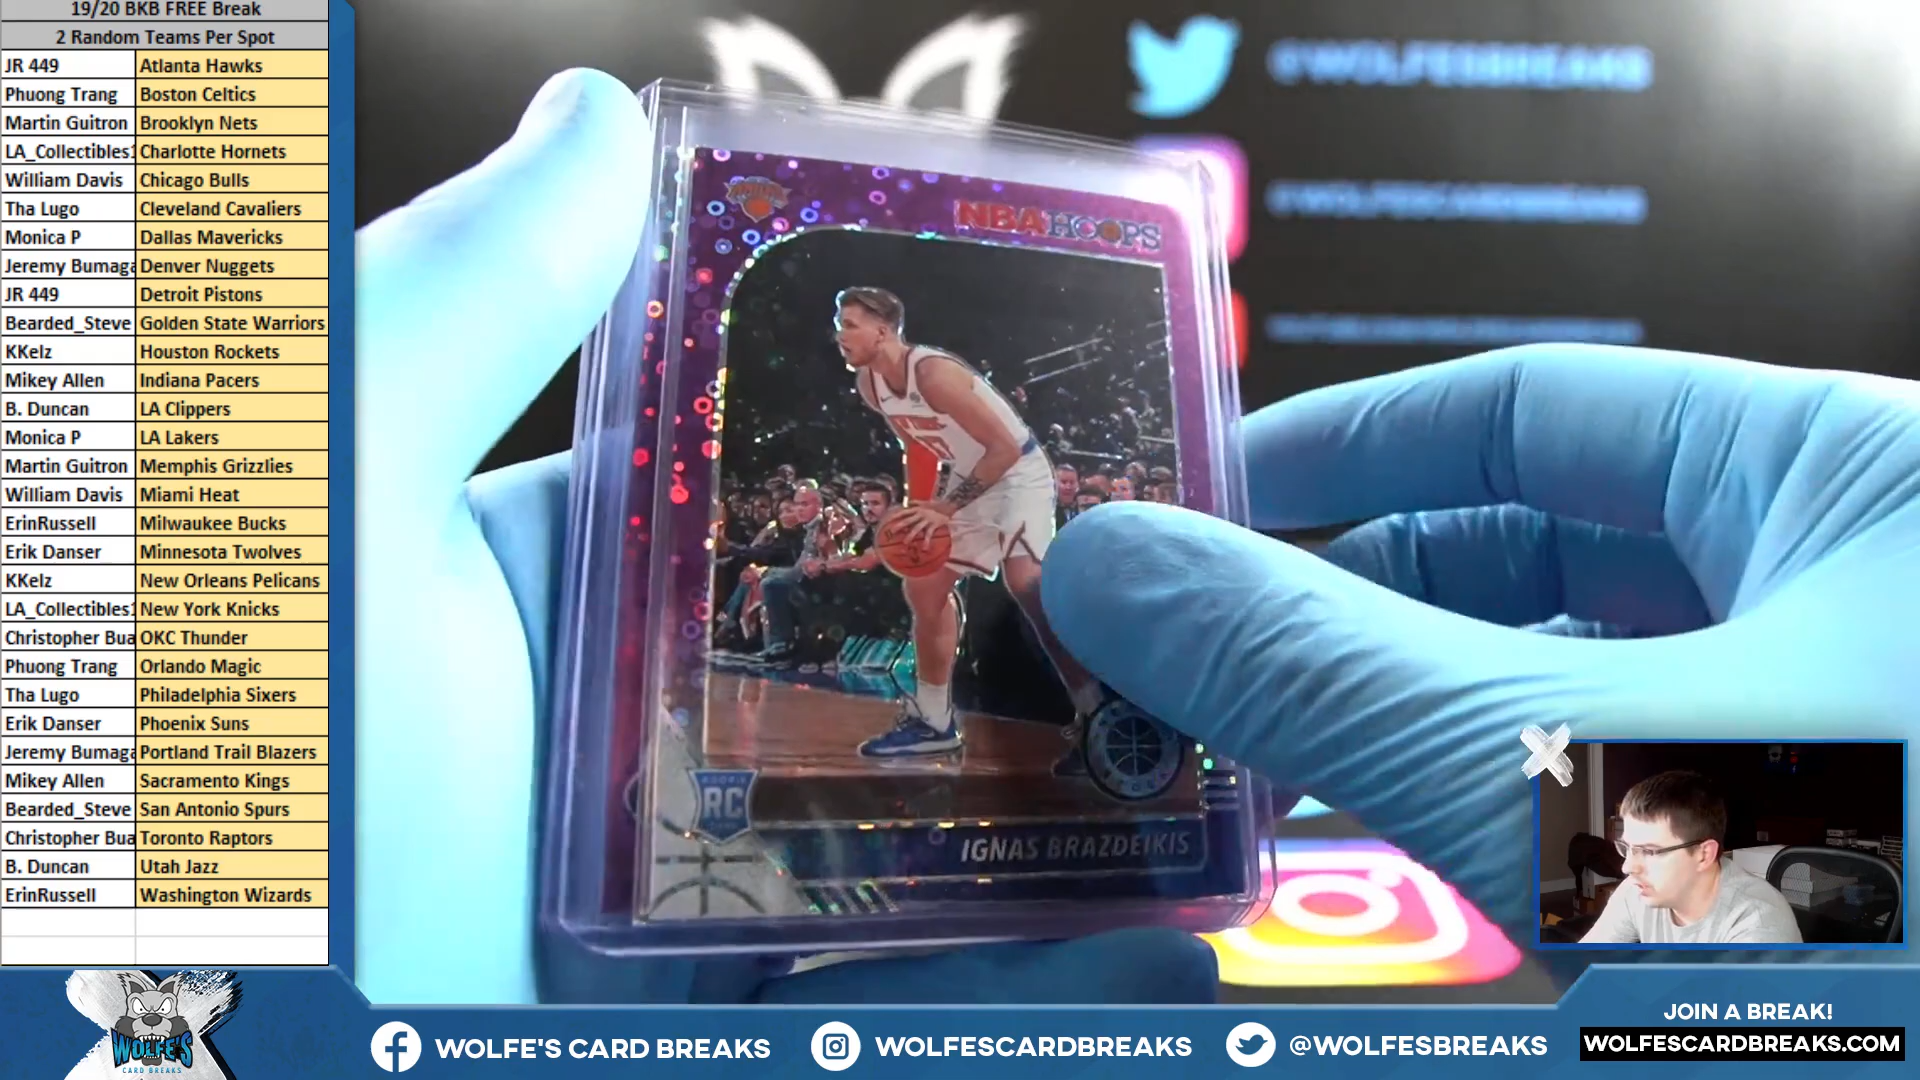 19/20 BKB FREE Break
2 Random Teams Per Spot
JR 449 Atlanta Hawks
Phuong Trang Boston Celtics
Martin Guitron Brooklyn Nets
LA_Collectibles1 Charlotte Hornets
William Davis Chicago Bulls
Tha Lugo Cleveland Cavaliers
Monica P Dallas Mavericks
Jeremy Bumaga Denver Nuggets
JR 449 Detroit Pistons
Bearded_Steve Golden State Warriors
KKelz Houston Rockets
Mikey Allen Indiana Pacers
B. Duncan LA Clippers
Monica P LA Lakers
Martin Guitron Memphis Grizzlies
William Davis Miami Heat
ErinRussell Milwaukee Bucks
Erik Danser Minnesota Twolves
KKelz New Orleans Pelicans
LA_Collectibles1 New York Knicks
Christopher Bua OKC Thunder
Phuong Trang Orlando Magic
Tha Lugo Philadelphia Sixers
Erik Danser Phoenix Suns
Jeremy Bumaga Portland Trail Blazers
Mikey Allen Sacramento Kings
Bearded_Steve San Antonio Spurs
Christopher Bua Toronto Raptors
B. Duncan Utah Jazz
ErinRussell Washington Wizards
@WOLFESBREAKS
@WOLFESCARDBREAKS
NBA HOOPS
RC
IGNAS BRAZDEIKIS
WOLFE'S
CARD BREAKS
WOLFE'S CARD BREAKS
WOLFESCARDBREAKS
@WOLFESBREAKS
JOIN A BREAK!
WOLFESCARDBREAKS.COM